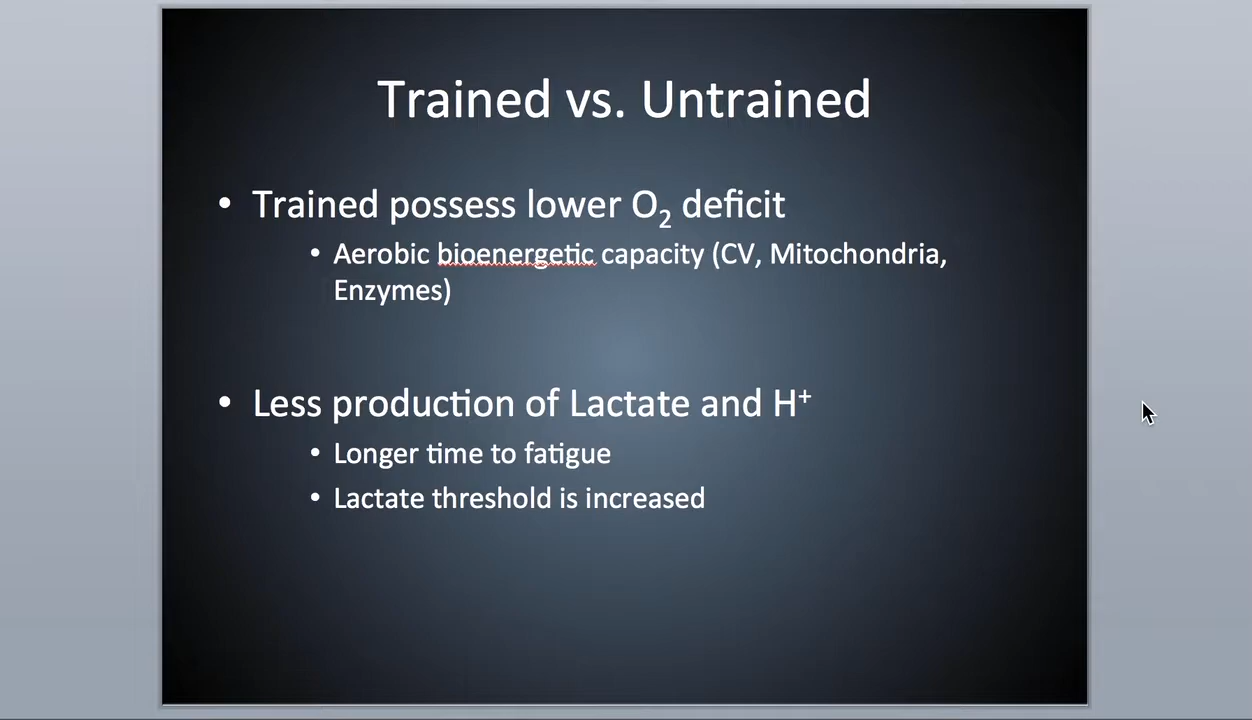 Trained vs. Untrained
• Trained possess lower O₂ deficit
• Aerobic bioenergetic capacity (CV, Mitochondria,
Enzymes)
• Less production of Lactate and H⁺
• Longer time to fatigue
• Lactate threshold is increased